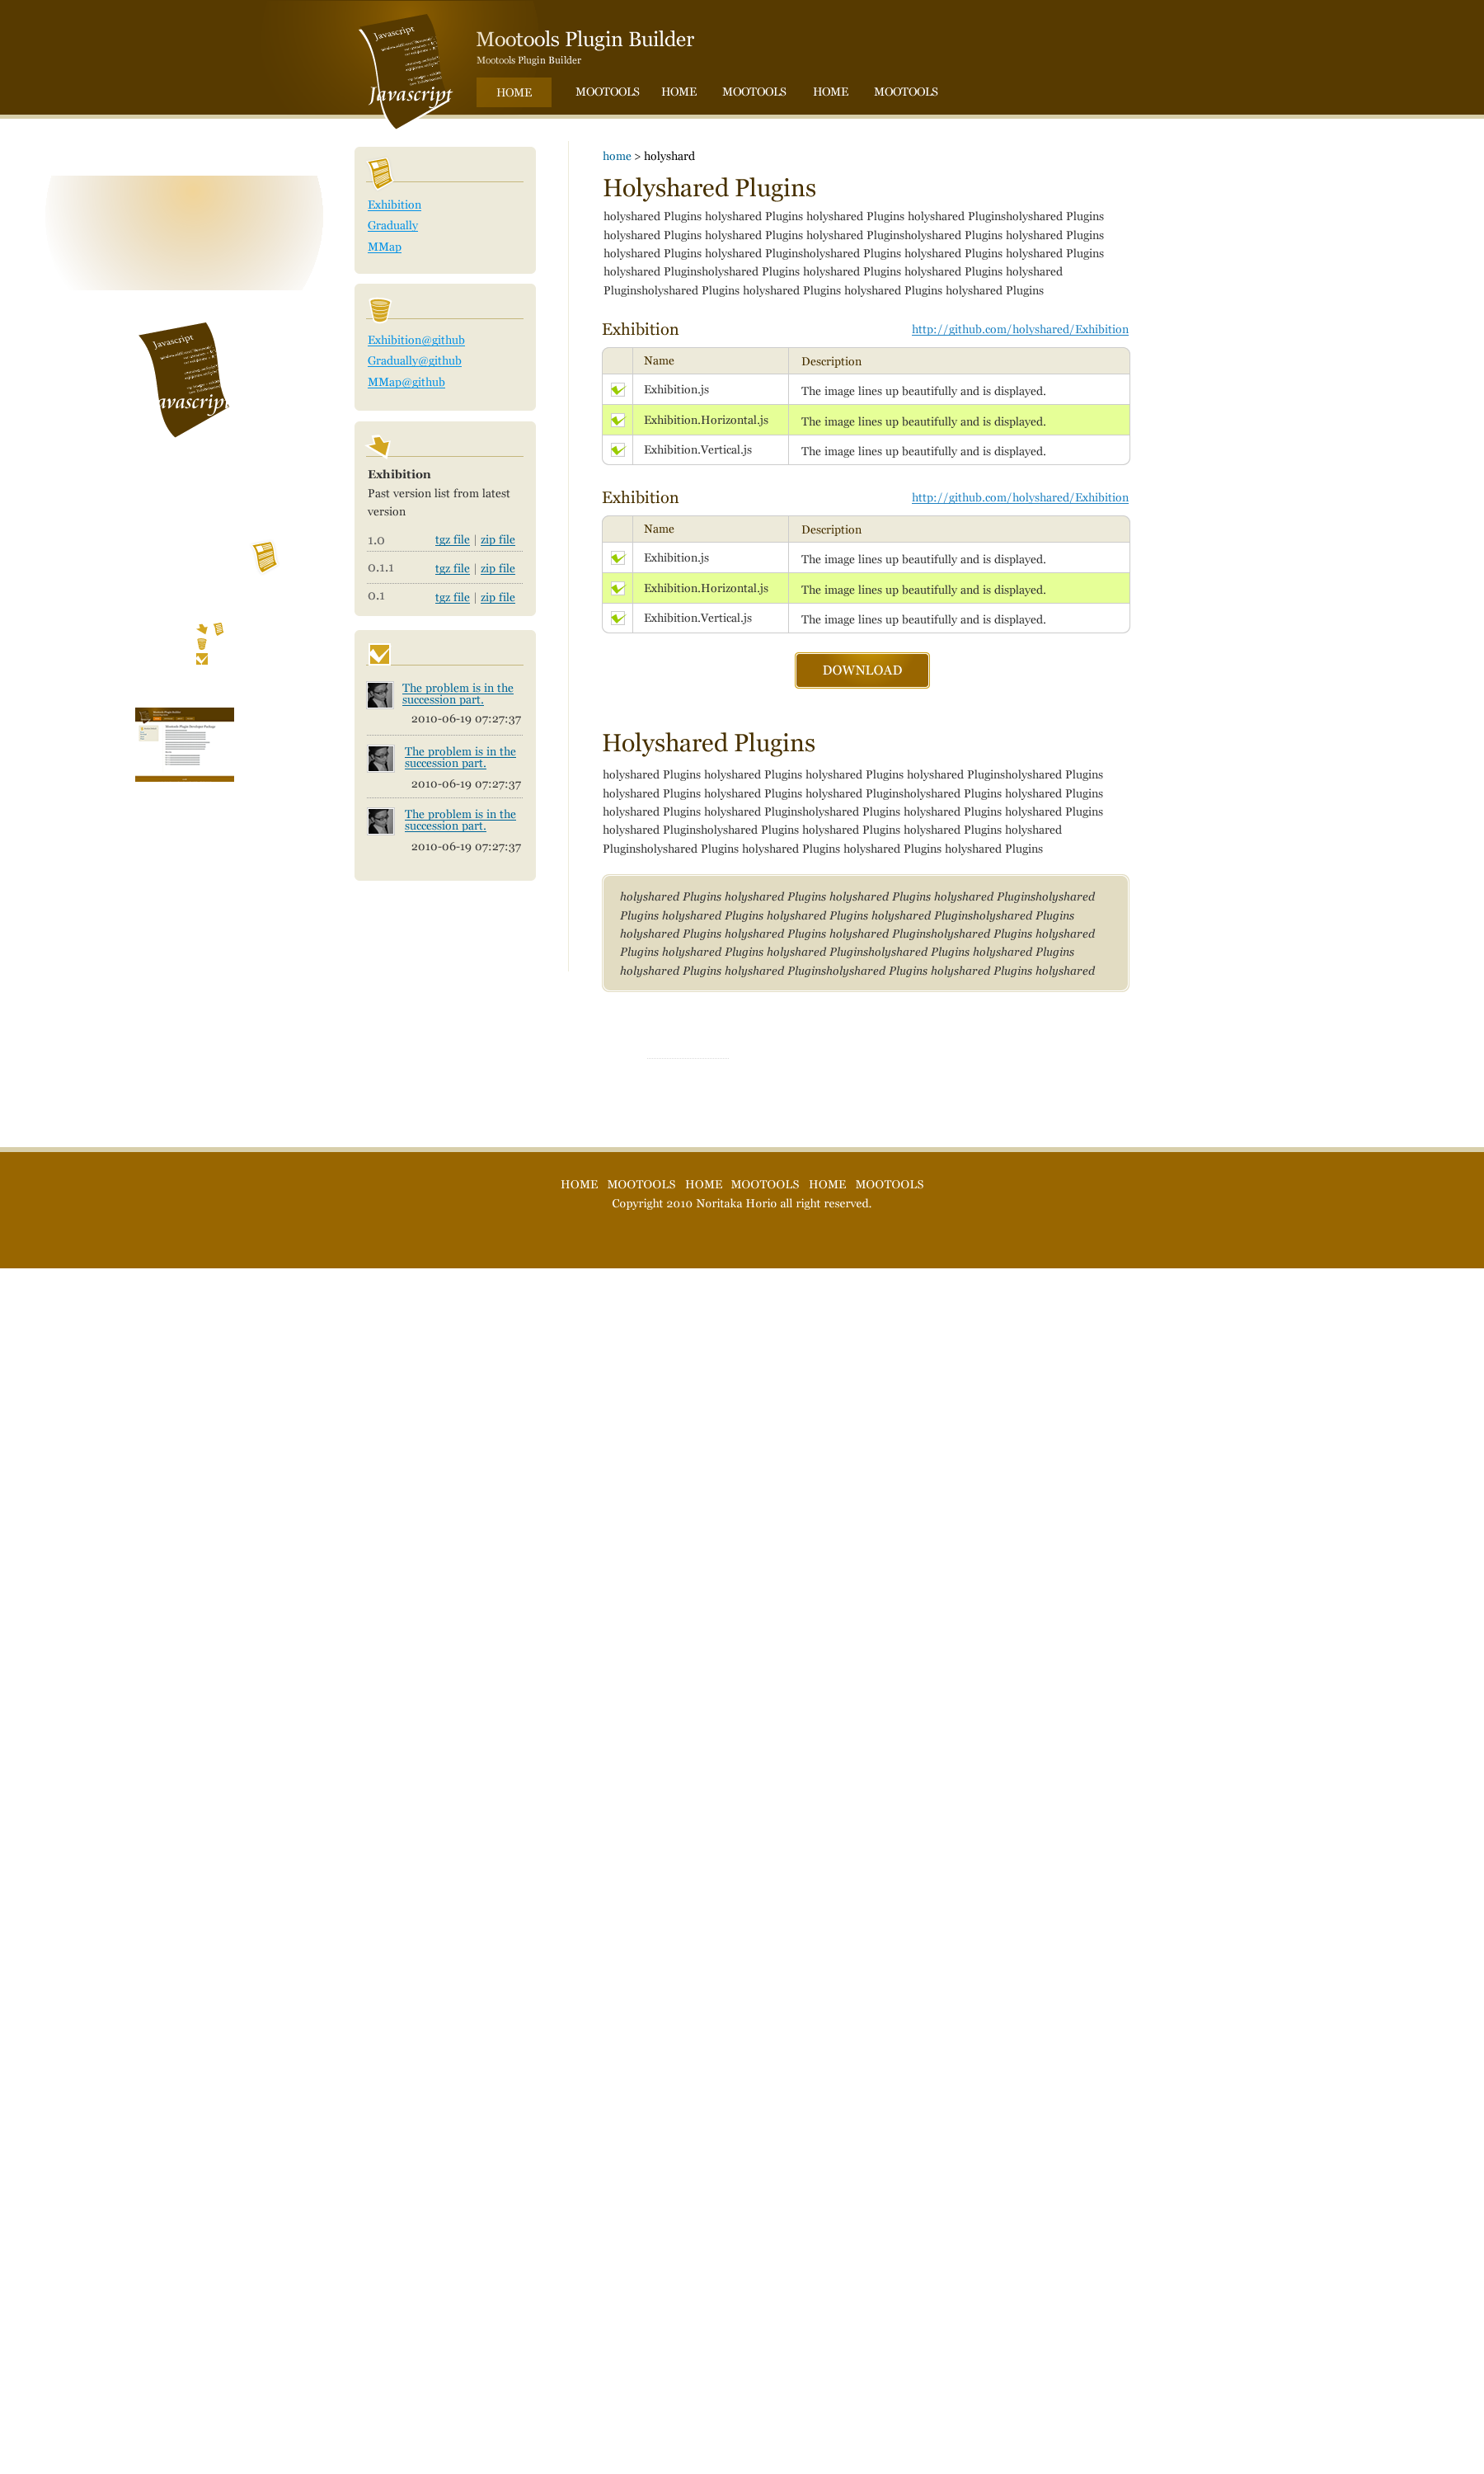 Javascript
Javascript
Mootools Plugin Builder
Mootools Plugin Builder
HOME MOOTOOLS HOME MOOTOOLS HOME MOOTOOLS
Exhibition
Gradually
MMap
Exhibition@github
Gradually@github
MMap@github
Javascript
Javascript
Exhibition
Past version list from latest
version
1.0 tgz file | zip file
0.1.1 tgz file | zip file
0.1 tgz file | zip file
The problem is in the
succession part.
2010-06-19 07:27:37
The problem is in the
succession part.
2010-06-19 07:27:37
The problem is in the
succession part.
2010-06-19 07:27:37
home > holyshard
Holyshared Plugins
holyshared Plugins holyshared Plugins holyshared Plugins holyshared Pluginsholyshared Plugins
holyshared Plugins holyshared Plugins holyshared Pluginsholyshared Plugins holyshared Plugins
holyshared Plugins holyshared Pluginsholyshared Plugins holyshared Plugins holyshared Plugins
holyshared Pluginsholyshared Plugins holyshared Plugins holyshared Plugins holyshared
Pluginsholyshared Plugins holyshared Plugins holyshared Plugins holyshared Plugins
Exhibition http://github.com/holyshared/Exhibition
Name Description
Exhibition.js The image lines up beautifully and is displayed.
Exhibition.Horizontal.js The image lines up beautifully and is displayed.
Exhibition.Vertical.js The image lines up beautifully and is displayed.
Exhibition http://github.com/holyshared/Exhibition
Name Description
Exhibition.js The image lines up beautifully and is displayed.
Exhibition.Horizontal.js The image lines up beautifully and is displayed.
Exhibition.Vertical.js The image lines up beautifully and is displayed.
DOWNLOAD
Holyshared Plugins
holyshared Plugins holyshared Plugins holyshared Plugins holyshared Pluginsholyshared Plugins
holyshared Plugins holyshared Plugins holyshared Pluginsholyshared Plugins holyshared Plugins
holyshared Plugins holyshared Pluginsholyshared Plugins holyshared Plugins holyshared Plugins
holyshared Pluginsholyshared Plugins holyshared Plugins holyshared Plugins holyshared
Pluginsholyshared Plugins holyshared Plugins holyshared Plugins holyshared Plugins
holyshared Plugins holyshared Plugins holyshared Plugins holyshared Pluginsholyshared
Plugins holyshared Plugins holyshared Plugins holyshared Pluginsholyshared Plugins
holyshared Plugins holyshared Plugins holyshared Pluginsholyshared Plugins holyshared
Plugins holyshared Plugins holyshared Pluginsholyshared Plugins holyshared Plugins
holyshared Plugins holyshared Pluginsholyshared Plugins holyshared Plugins holyshared
HOME MOOTOOLS HOME MOOTOOLS HOME MOOTOOLS
Copyright 2010 Noritaka Horio all right reserved.